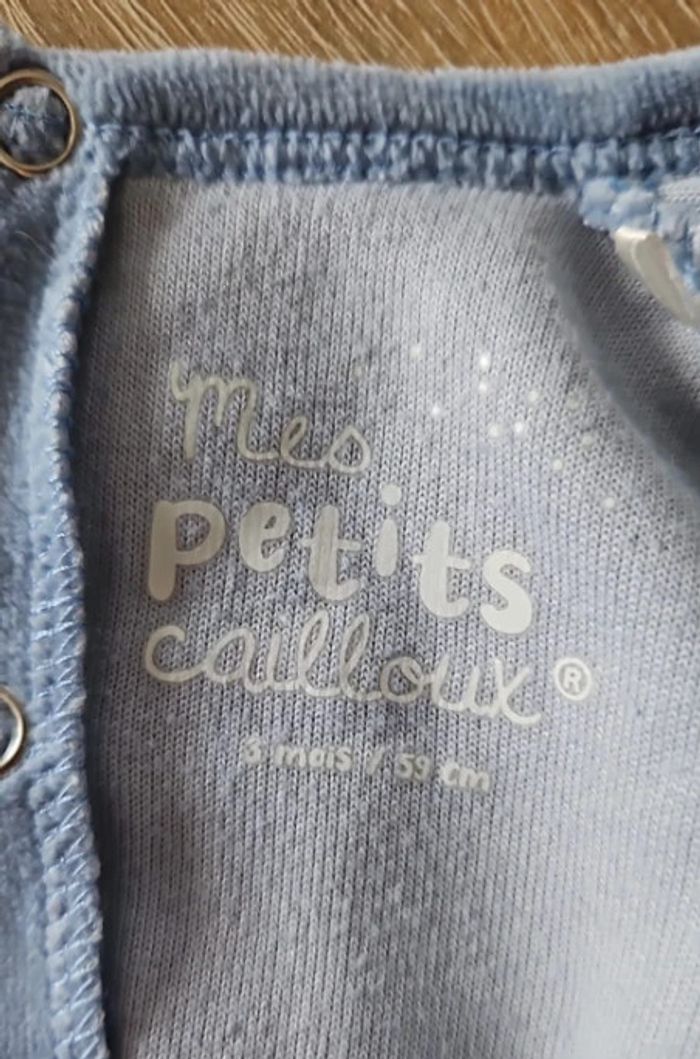 mes
petits
cailloux®
3 mois / 59 cm